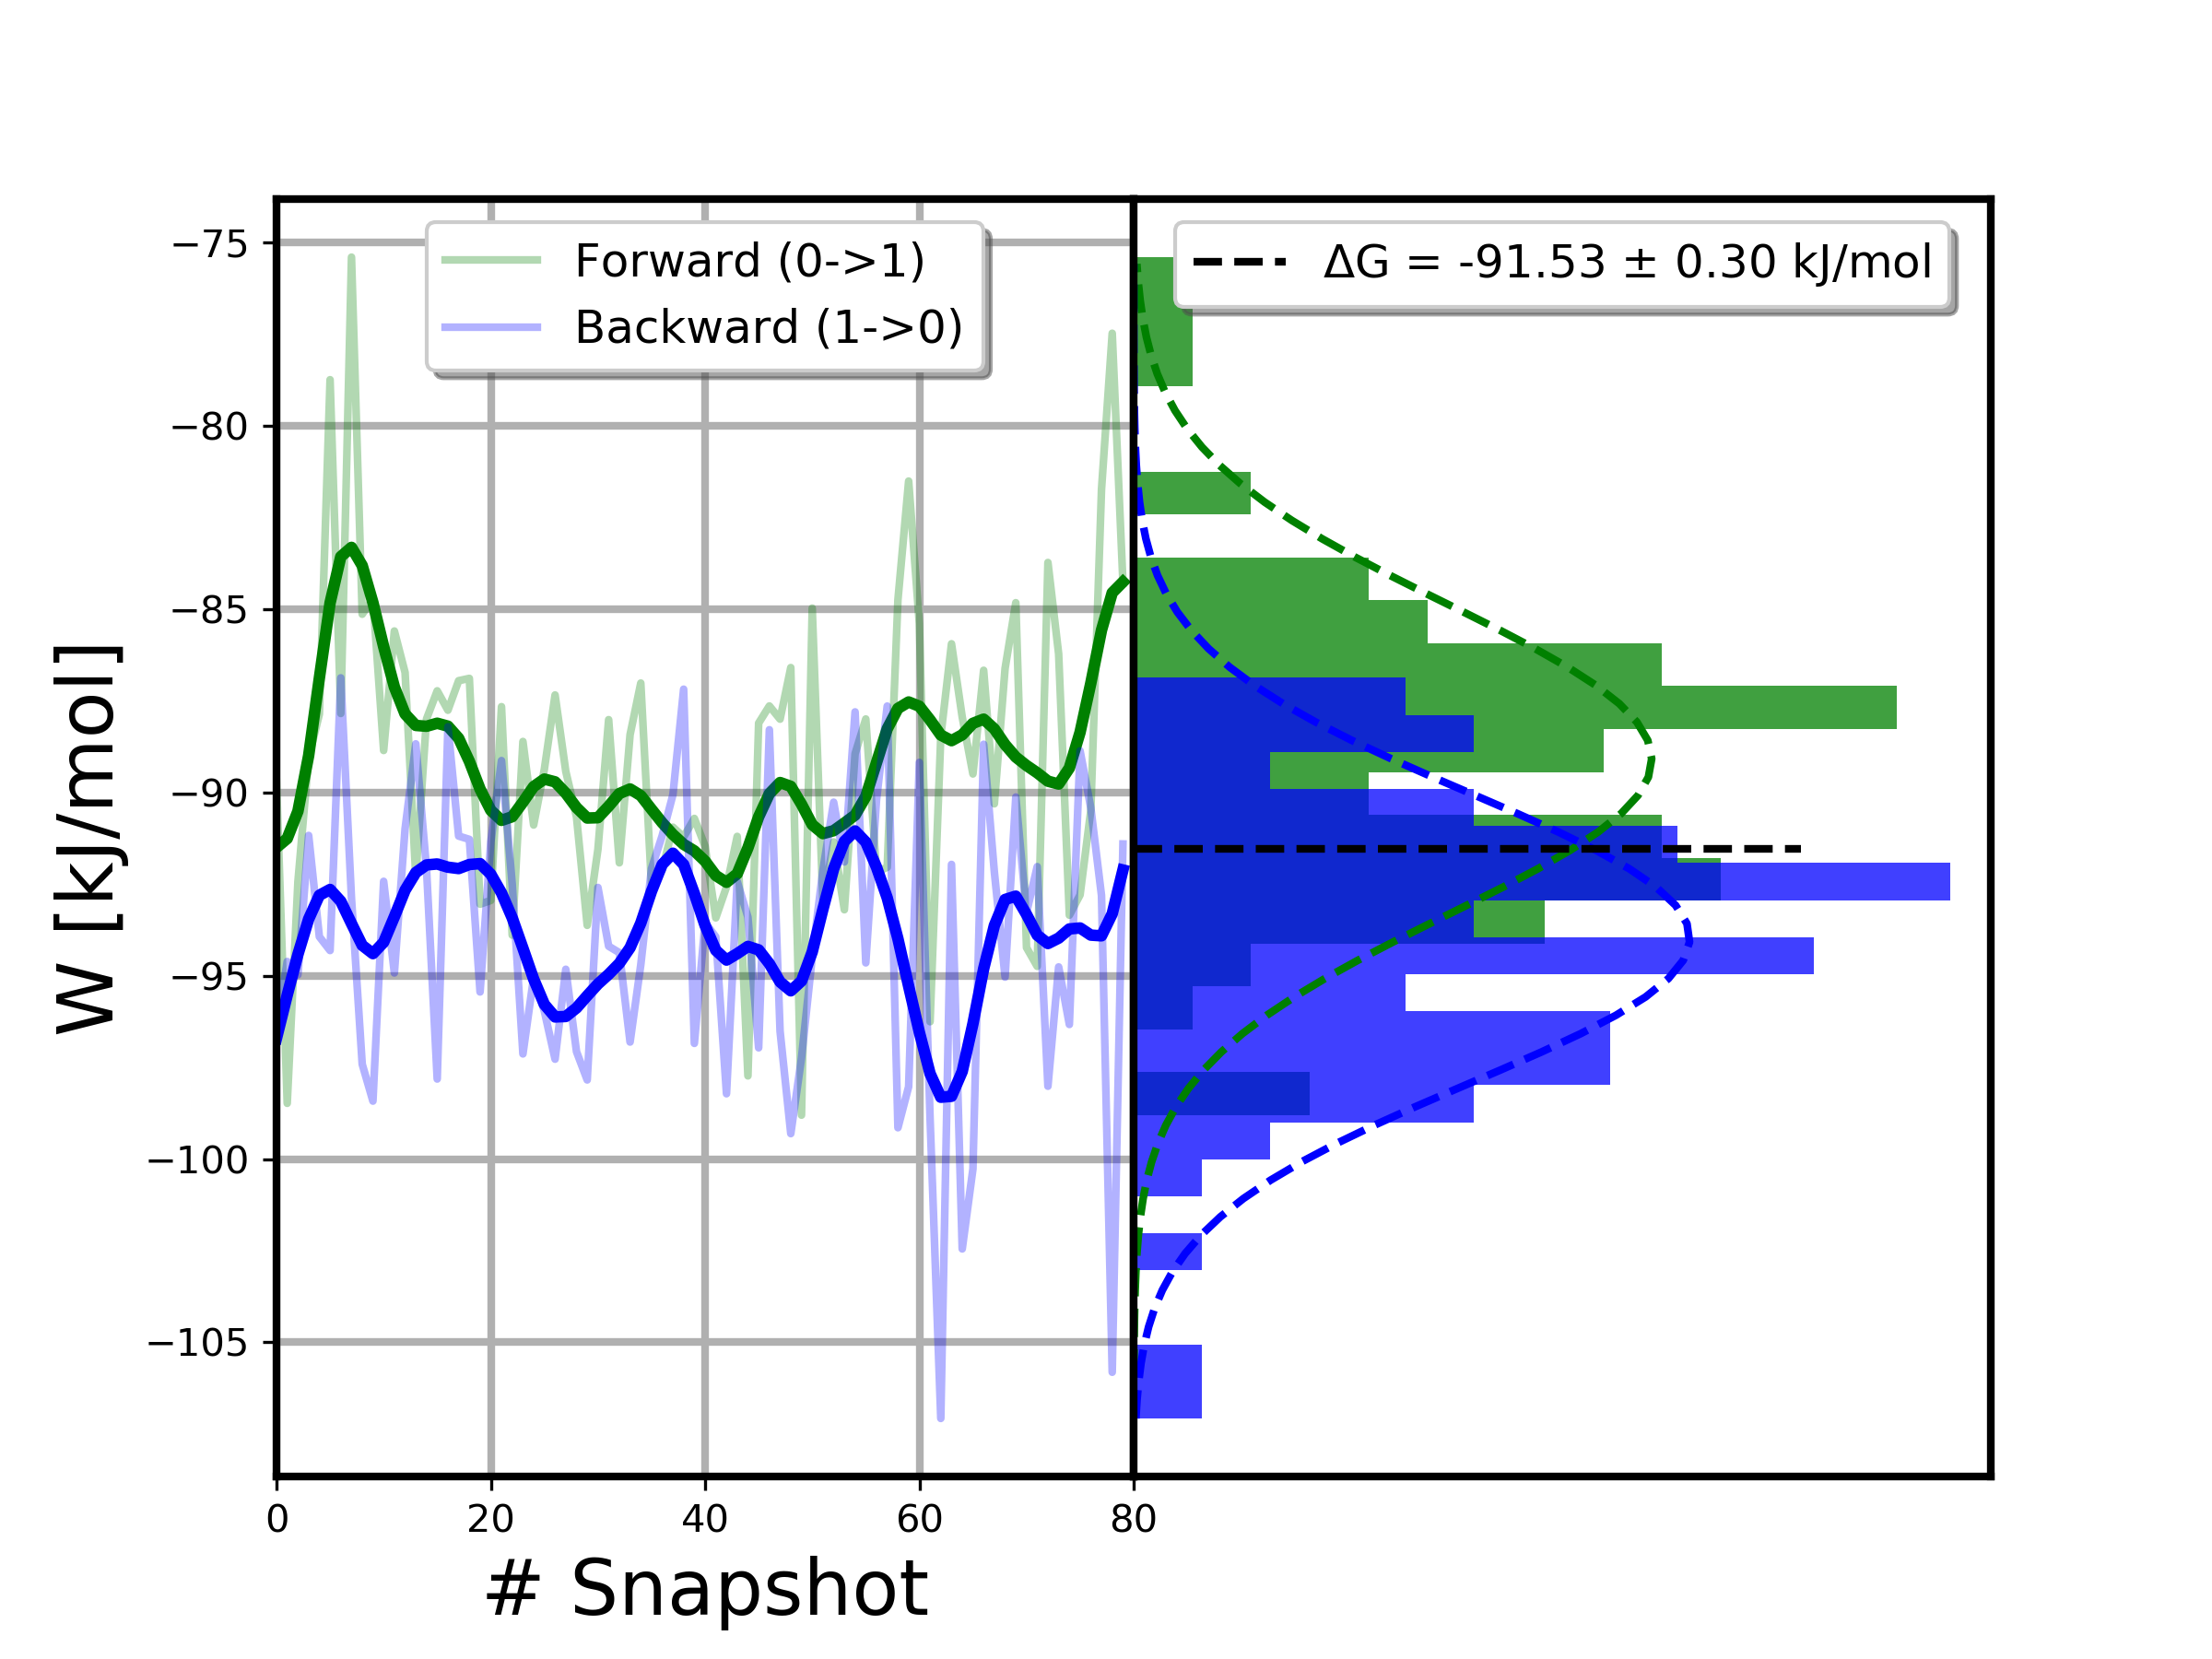 Forward (0->1)
Backward (1->0)
ΔG = -91.53 ± 0.30 kJ/mol
W [kJ/mol]
−75
−80
−85
−90
−95
−100
−105
0 20 40 60 80
# Snapshot